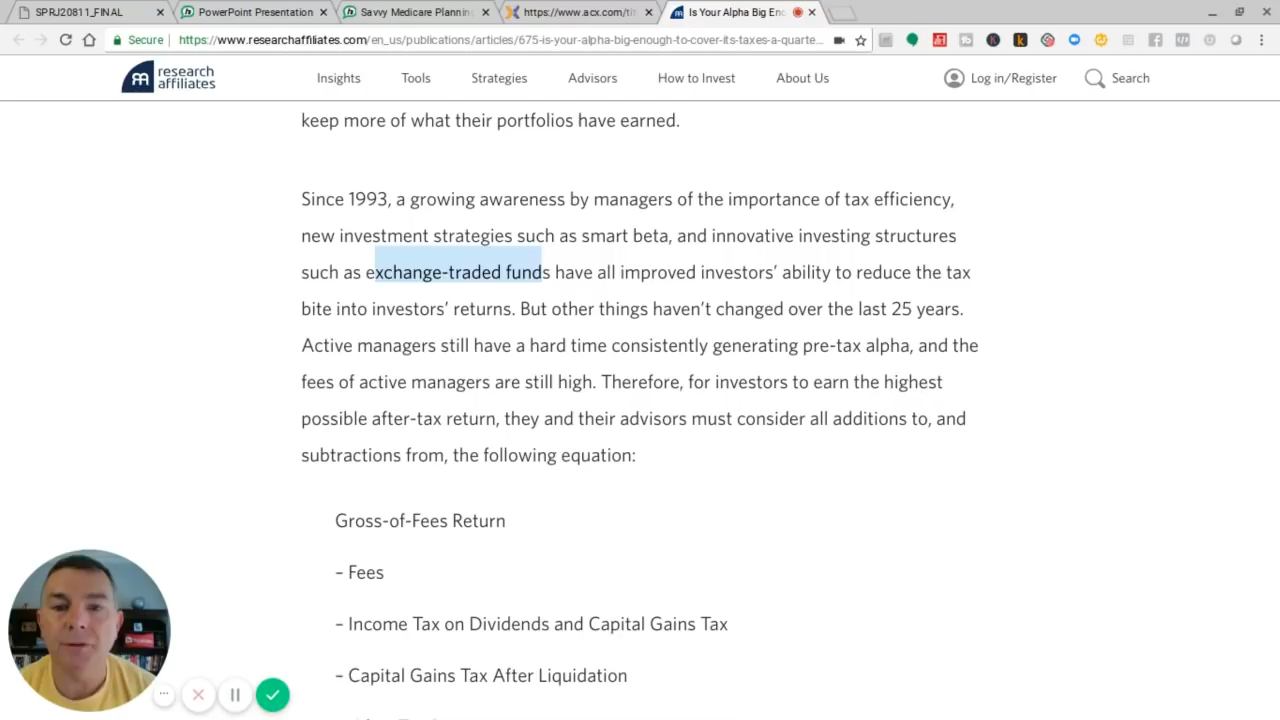 SPRJ20811_FINAL
PowerPoint Presentation
Savvy Medicare Plannin
https://www.acx.com/tit
Is Your Alpha Big Eno
Secure
https://www.researchaffiliates.com/en_us/publications/articles/675-is-your-alpha-big-enough-to-cover-its-taxes-a-quarte...
research
affiliates
Insights
Tools
Strategies
Advisors
How to Invest
About Us
Log in/Register
Search
keep more of what their portfolios have earned.
Since 1993, a growing awareness by managers of the importance of tax efficiency,
new investment strategies such as smart beta, and innovative investing structures
such as exchange-traded funds have all improved investors’ ability to reduce the tax
bite into investors’ returns. But other things haven’t changed over the last 25 years.
Active managers still have a hard time consistently generating pre-tax alpha, and the
fees of active managers are still high. Therefore, for investors to earn the highest
possible after-tax return, they and their advisors must consider all additions to, and
subtractions from, the following equation:
Gross-of-Fees Return
– Fees
– Income Tax on Dividends and Capital Gains Tax
– Capital Gains Tax After Liquidation